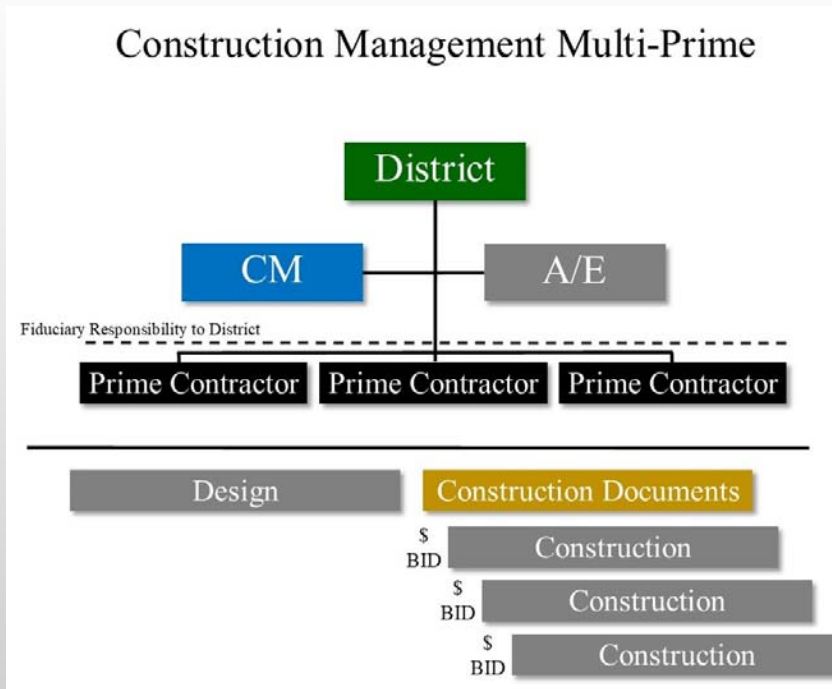 Construction Management Multi-Prime
District
CM
A/E
Fiduciary Responsibility to District
Prime Contractor
Prime Contractor
Prime Contractor
Design
Construction Documents
$
BID
Construction
$
BID
Construction
$
BID
Construction